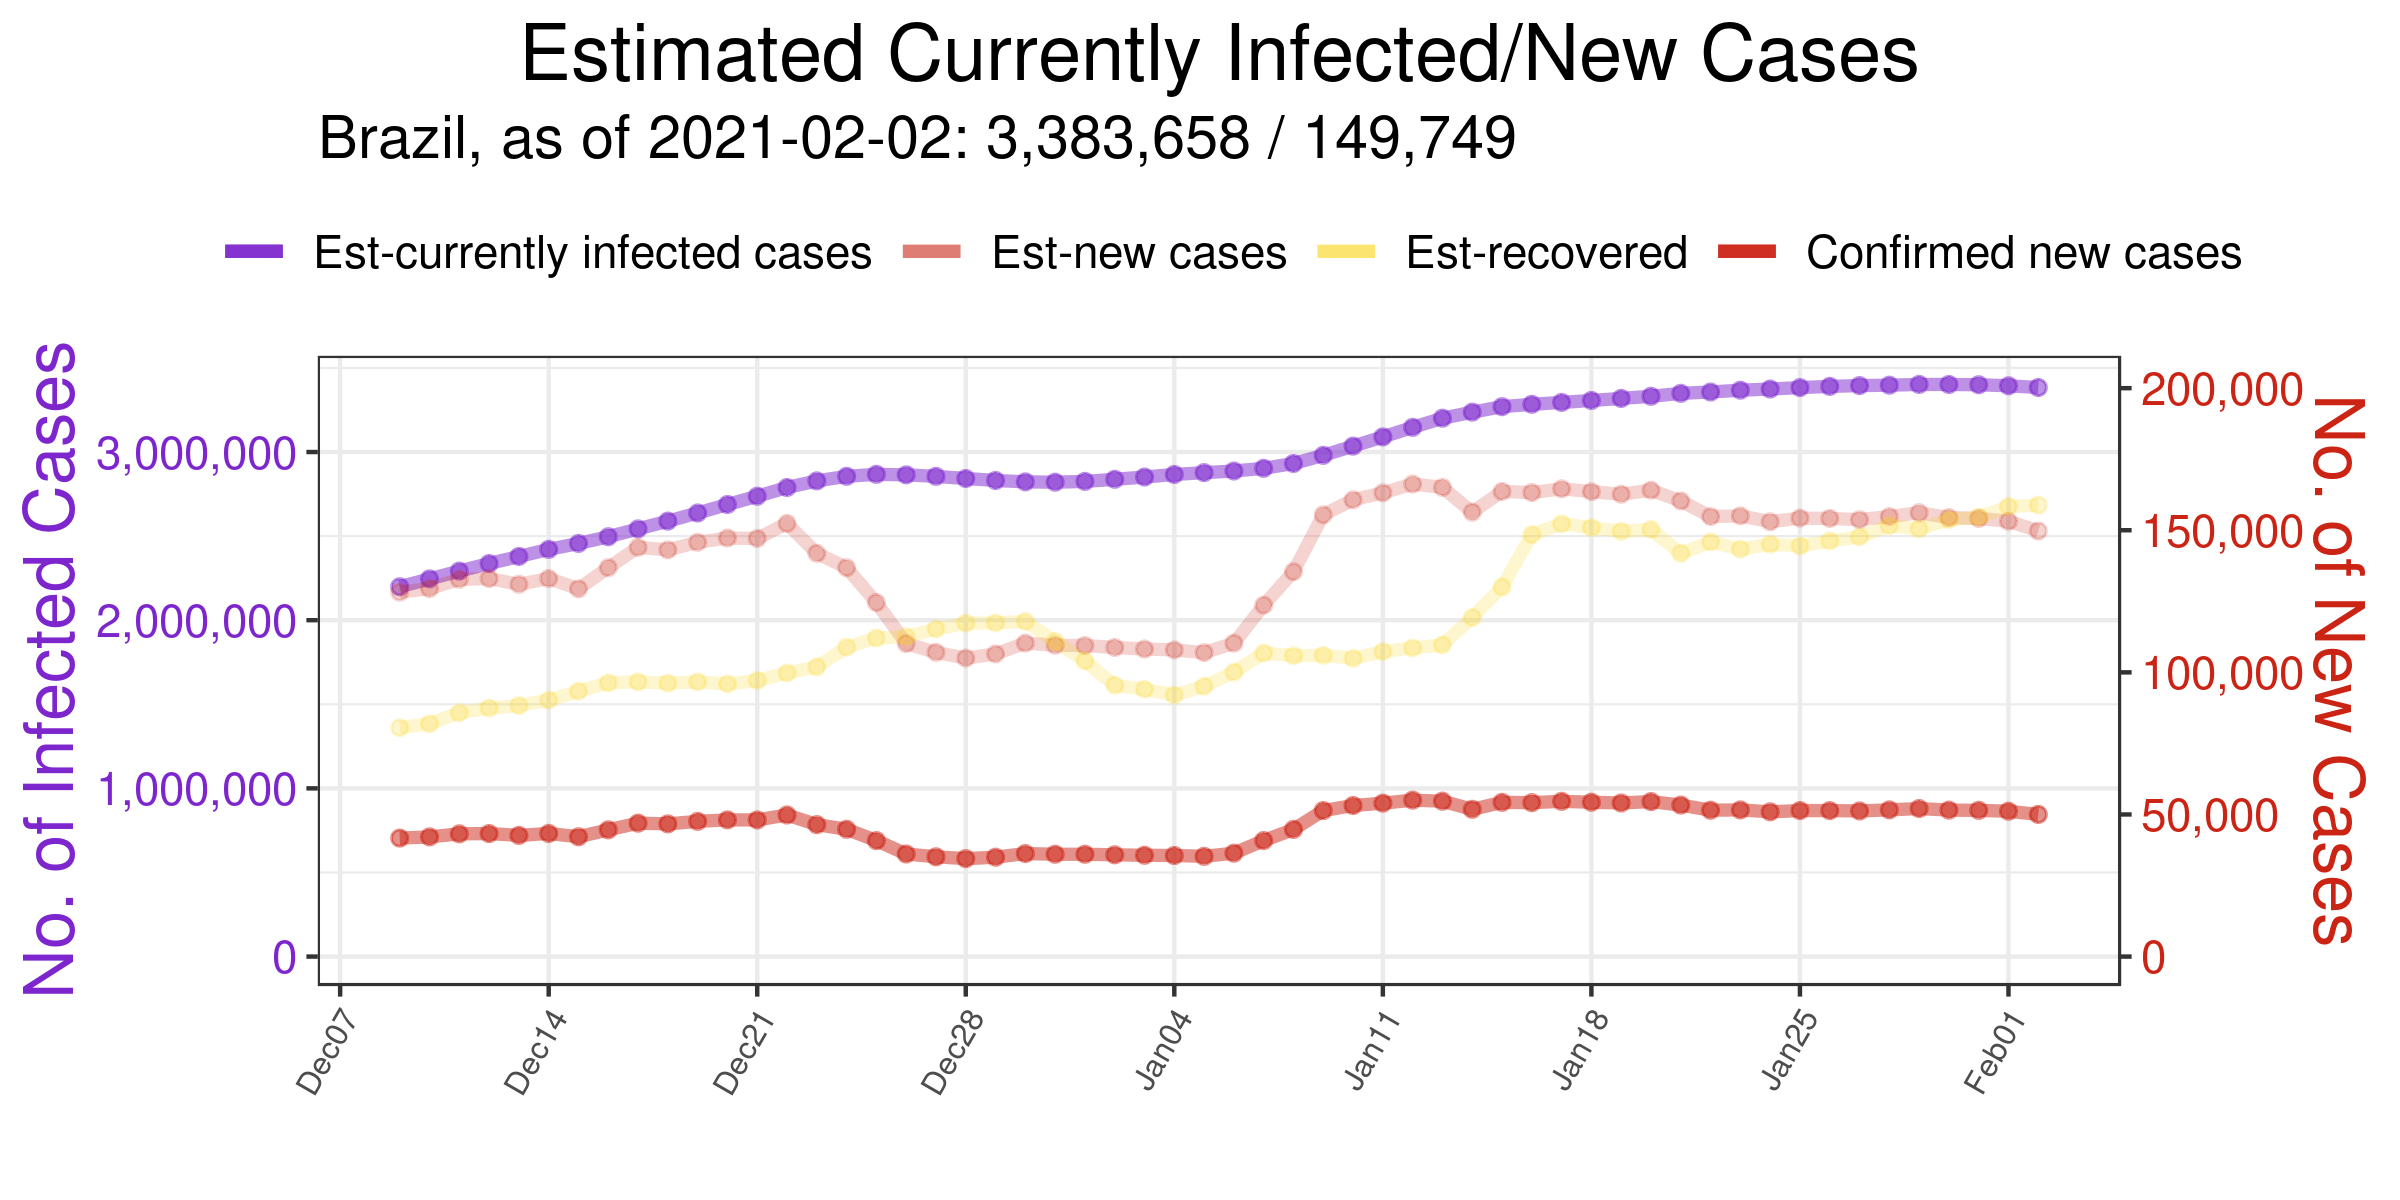 Estimated Currently Infected/New Cases
Brazil, as of 2021-02-02: 3,383,658 / 149,749
Est-currently infected cases Est-new cases Est-recovered Confirmed new cases
No. of Infected Cases
3,000,000
2,000,000
1,000,000
0
200,000
150,000
100,000
50,000
0
No. of New Cases
Dec07 Dec14 Dec21 Dec28 Jan04 Jan11 Jan18 Jan25 Feb01